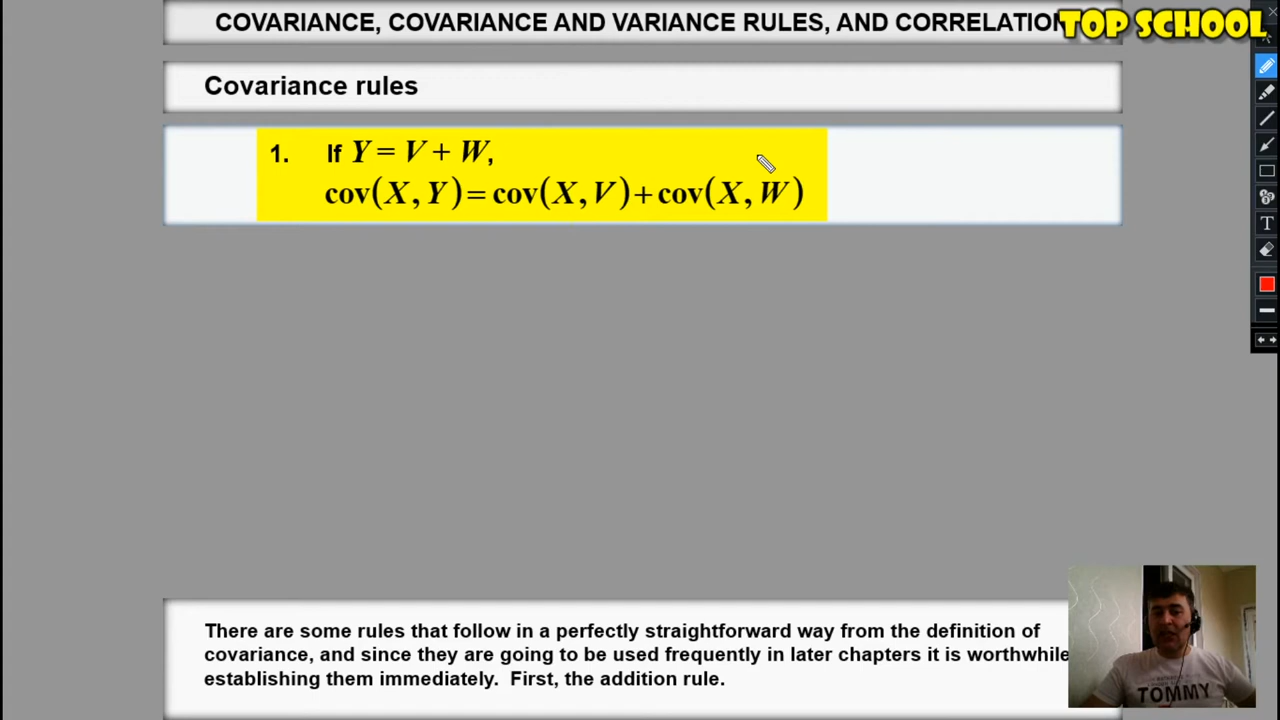 COVARIANCE, COVARIANCE AND VARIANCE RULES, AND CORRELATION
TOP SCHOOL
Covariance rules
1. If Y = V + W,
cov(X, Y) = cov(X, V) + cov(X, W)
There are some rules that follow in a perfectly straightforward way from the definition of
covariance, and since they are going to be used frequently in later chapters it is worthwhile
establishing them immediately. First, the addition rule.
T
TOMMY